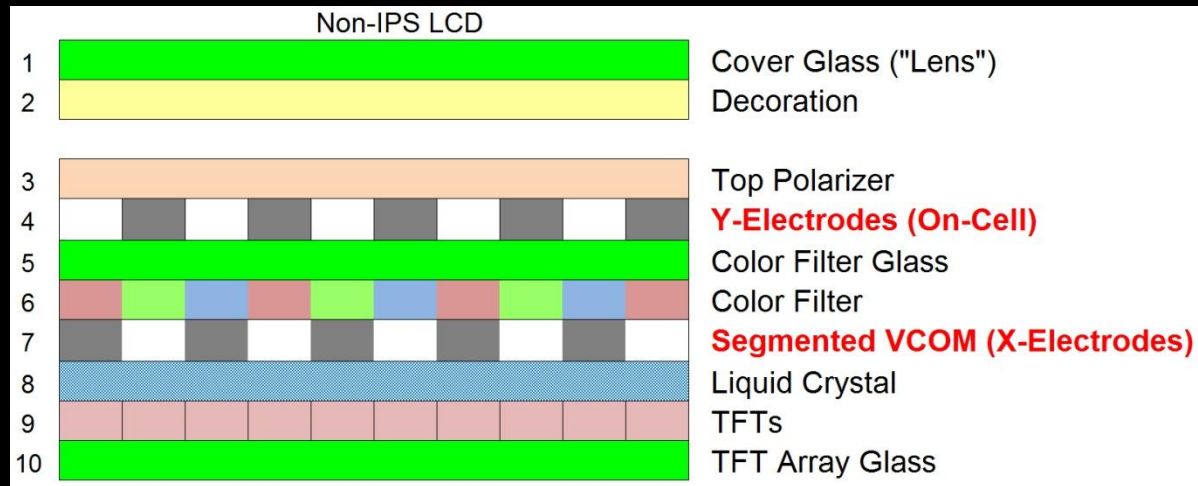 Non-IPS LCD
1 Cover Glass ("Lens")
2 Decoration
3 Top Polarizer
4 Y-Electrodes (On-Cell)
5 Color Filter Glass
6 Color Filter
7 Segmented VCOM (X-Electrodes)
8 Liquid Crystal
9 TFTs
10 TFT Array Glass